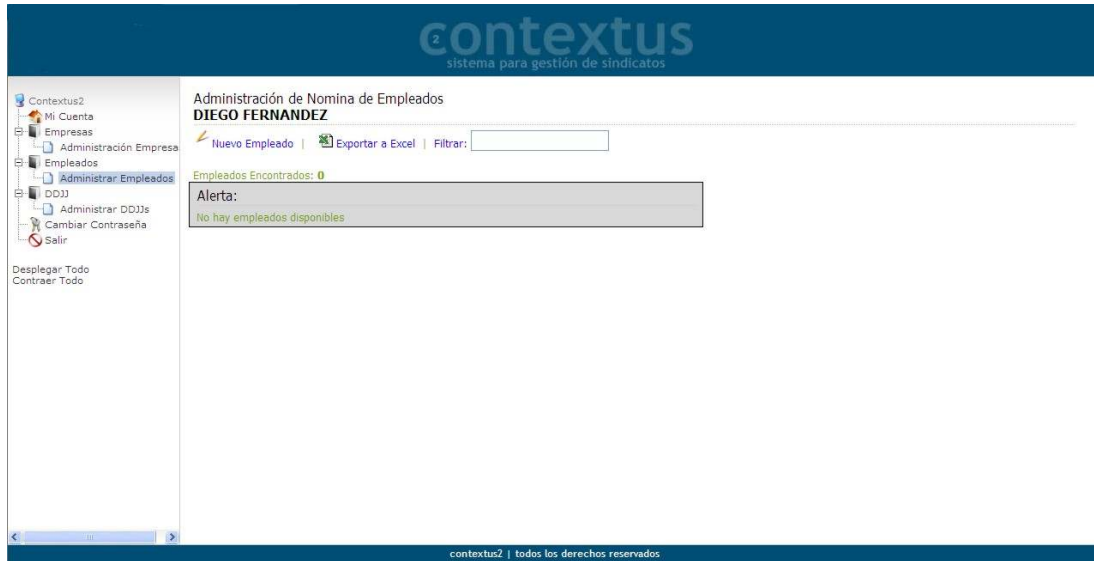 contextus
2
sistema para gestión de sindicatos
Contextus2
Mi Cuenta
Empresas
Administración Empresa
Empleados
Administrar Empleados
DDJJ
Administrar DDJJs
Cambiar Contraseña
Salir
Desplegar Todo
Contraer Todo
Administración de Nomina de Empleados
DIEGO FERNANDEZ
Nuevo Empleado | Exportar a Excel | Filtrar:
Empleados Encontrados: 0
Alerta:
No hay empleados disponibles
contextus2 | todos los derechos reservados